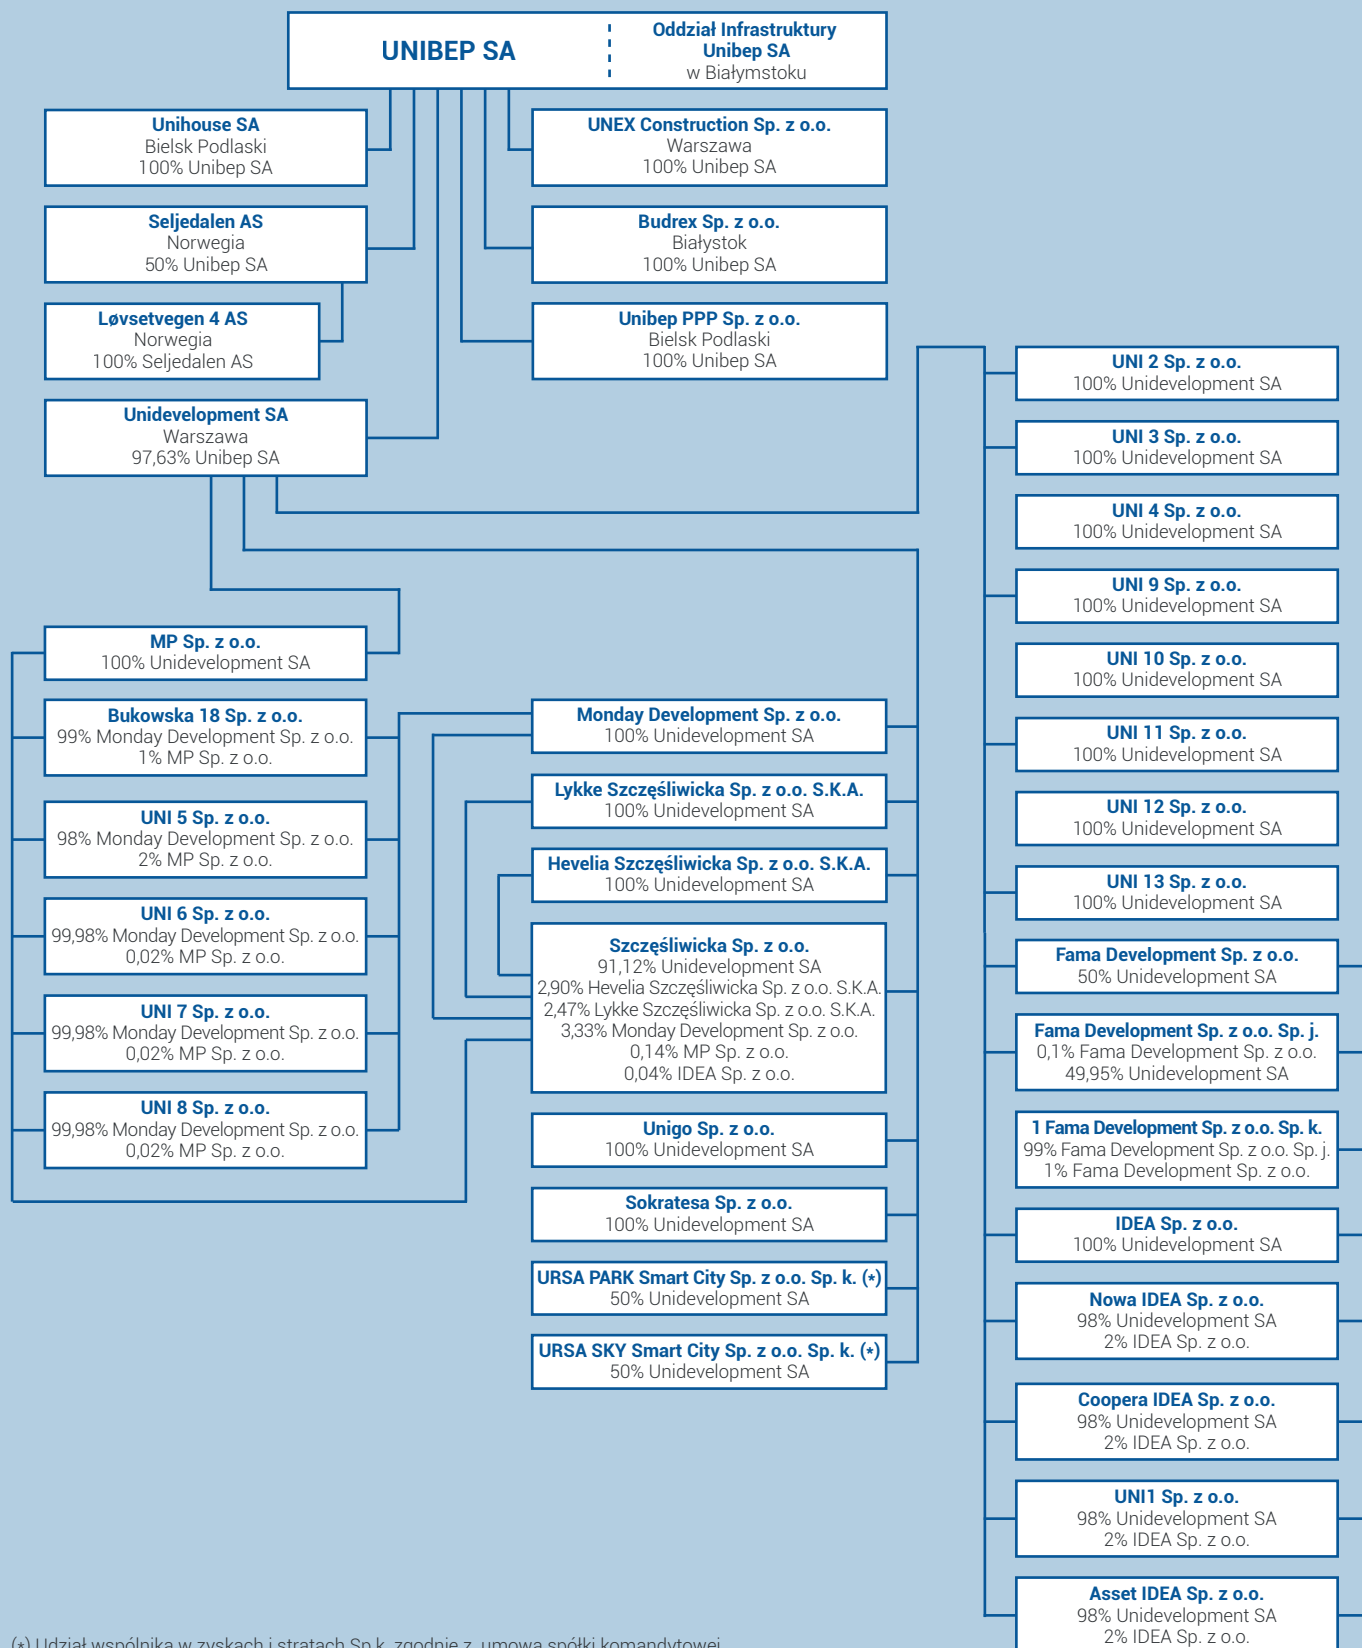 UNIBEP SA
Oddział Infrastruktury
Unibep SA
w Białymstoku
Unihouse SA
Bielsk Podlaski
100% Unibep SA
UNEX Construction Sp. z o.o.
Warszawa
100% Unibep SA
Seljedalen AS
Norwegia
50% Unibep SA
Budrex Sp. z o.o.
Białystok
100% Unibep SA
Løvsetvegen 4 AS
Norwegia
100% Seljedalen AS
Unibep PPP Sp. z o.o.
Bielsk Podlaski
100% Unibep SA
Unidevelopment SA
Warszawa
97,63% Unibep SA
MP Sp. z o.o.
100% Unidevelopment SA
Bukowska 18 Sp. z o.o.
99% Monday Development Sp. z o.o.
1% MP Sp. z o.o.
UNI 5 Sp. z o.o.
98% Monday Development Sp. z o.o.
2% MP Sp. z o.o.
UNI 6 Sp. z o.o.
99,98% Monday Development Sp. z o.o.
0,02% MP Sp. z o.o.
UNI 7 Sp. z o.o.
99,98% Monday Development Sp. z o.o.
0,02% MP Sp. z o.o.
UNI 8 Sp. z o.o.
99,98% Monday Development Sp. z o.o.
0,02% MP Sp. z o.o.
Monday Development Sp. z o.o.
100% Unidevelopment SA
Lykke Szczęśliwicka Sp. z o.o. S.K.A.
100% Unidevelopment SA
Hevelia Szczęśliwicka Sp. z o.o. S.K.A.
100% Unidevelopment SA
Szczęśliwicka Sp. z o.o.
91,12% Unidevelopment SA
2,90% Hevelia Szczęśliwicka Sp. z o.o. S.K.A.
2,47% Lykke Szczęśliwicka Sp. z o.o. S.K.A.
3,33% Monday Development Sp. z o.o.
0,14% MP Sp. z o.o.
0,04% IDEA Sp. z o.o.
Unigo Sp. z o.o.
100% Unidevelopment SA
Sokratesa Sp. z o.o.
100% Unidevelopment SA
URSA PARK Smart City Sp. z o.o. Sp. k. (*)
50% Unidevelopment SA
URSA SKY Smart City Sp. z o.o. Sp. k. (*)
50% Unidevelopment SA
UNI 2 Sp. z o.o.
100% Unidevelopment SA
UNI 3 Sp. z o.o.
100% Unidevelopment SA
UNI 4 Sp. z o.o.
100% Unidevelopment SA
UNI 9 Sp. z o.o.
100% Unidevelopment SA
UNI 10 Sp. z o.o.
100% Unidevelopment SA
UNI 11 Sp. z o.o.
100% Unidevelopment SA
UNI 12 Sp. z o.o.
100% Unidevelopment SA
UNI 13 Sp. z o.o.
100% Unidevelopment SA
Fama Development Sp. z o.o.
50% Unidevelopment SA
Fama Development Sp. z o.o. Sp. j.
0,1% Fama Development Sp. z o.o.
49,95% Unidevelopment SA
1 Fama Development Sp. z o.o. Sp. k.
99% Fama Development Sp. z o.o. Sp. j.
1% Fama Development Sp. z o.o.
IDEA Sp. z o.o.
100% Unidevelopment SA
Nowa IDEA Sp. z o.o.
98% Unidevelopment SA
2% IDEA Sp. z o.o.
Coopera IDEA Sp. z o.o.
98% Unidevelopment SA
2% IDEA Sp. z o.o.
UNI1 Sp. z o.o.
98% Unidevelopment SA
2% IDEA Sp. z o.o.
Asset IDEA Sp. z o.o.
98% Unidevelopment SA
2% IDEA Sp. z o.o.
(*) Udział wspólnika w zyskach i stratach Sp.k. zgodnie z umową spółki komandytowej